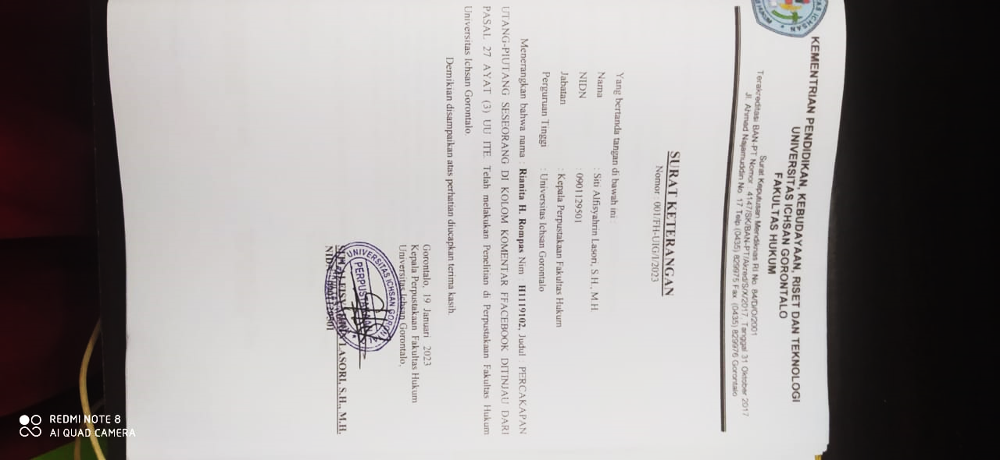 KEMENTRIAN PENDIDIKAN, KEBUDAYAAN, RISET DAN TEKNOLOGI
UNIVERSITAS ICHSAN GORONTALO
FAKULTAS HUKUM
Surat Keputusan Mendiknas RI No. 84/D/O/2001
Terakreditasi BAN-PT Nomor : 4147/SK/BAN-PT/Akred/S/X/2017 Tanggal 31 Oktober 2017
Jl. Ahmad Najamuddin No. 17 Telp (0435) 829975 Fax. (0435) 829976 Gorontalo
SURAT KETERANGAN
Nomor : 001/FH-UIG/I/2023
Yang bertanda tangan di bawah ini :
Nama : Siti Alfisyahrin Lasori, S.H., M.H.
NIDN : 0901129501
Jabatan : Kepala Perpustakaan Fakultas Hukum
Perguruan Tinggi : Universitas Ichsan Gorontalo
Menerangkan bahwa nama : Rianita H. Rompas Nim : H1119102, Judul : PERCAKAPAN
UTANG-PIUTANG SESEORANG DI KOLOM KOMENTAR FFACEBOOK DITINJAU DARI
PASAL 27 AYAT (3) UU ITE. Telah melakukan Penelitian di Perpustakaan Fakultas Hukum
Universitas Ichsan Gorontalo.
Demikian disampaikan atas perhatian diucapkan terima kasih.
Gorontalo, 19 Januari 2023
Kepala Perpustakaan Fakultas Hukum
Universitas Ichsan Gorontalo,
UNIVERSITAS ICHSAN GORONTALO
PERPUSTAKAAN
LASORI, S.H., M.H.
REDMI NOTE 8
AI QUAD CAMERA